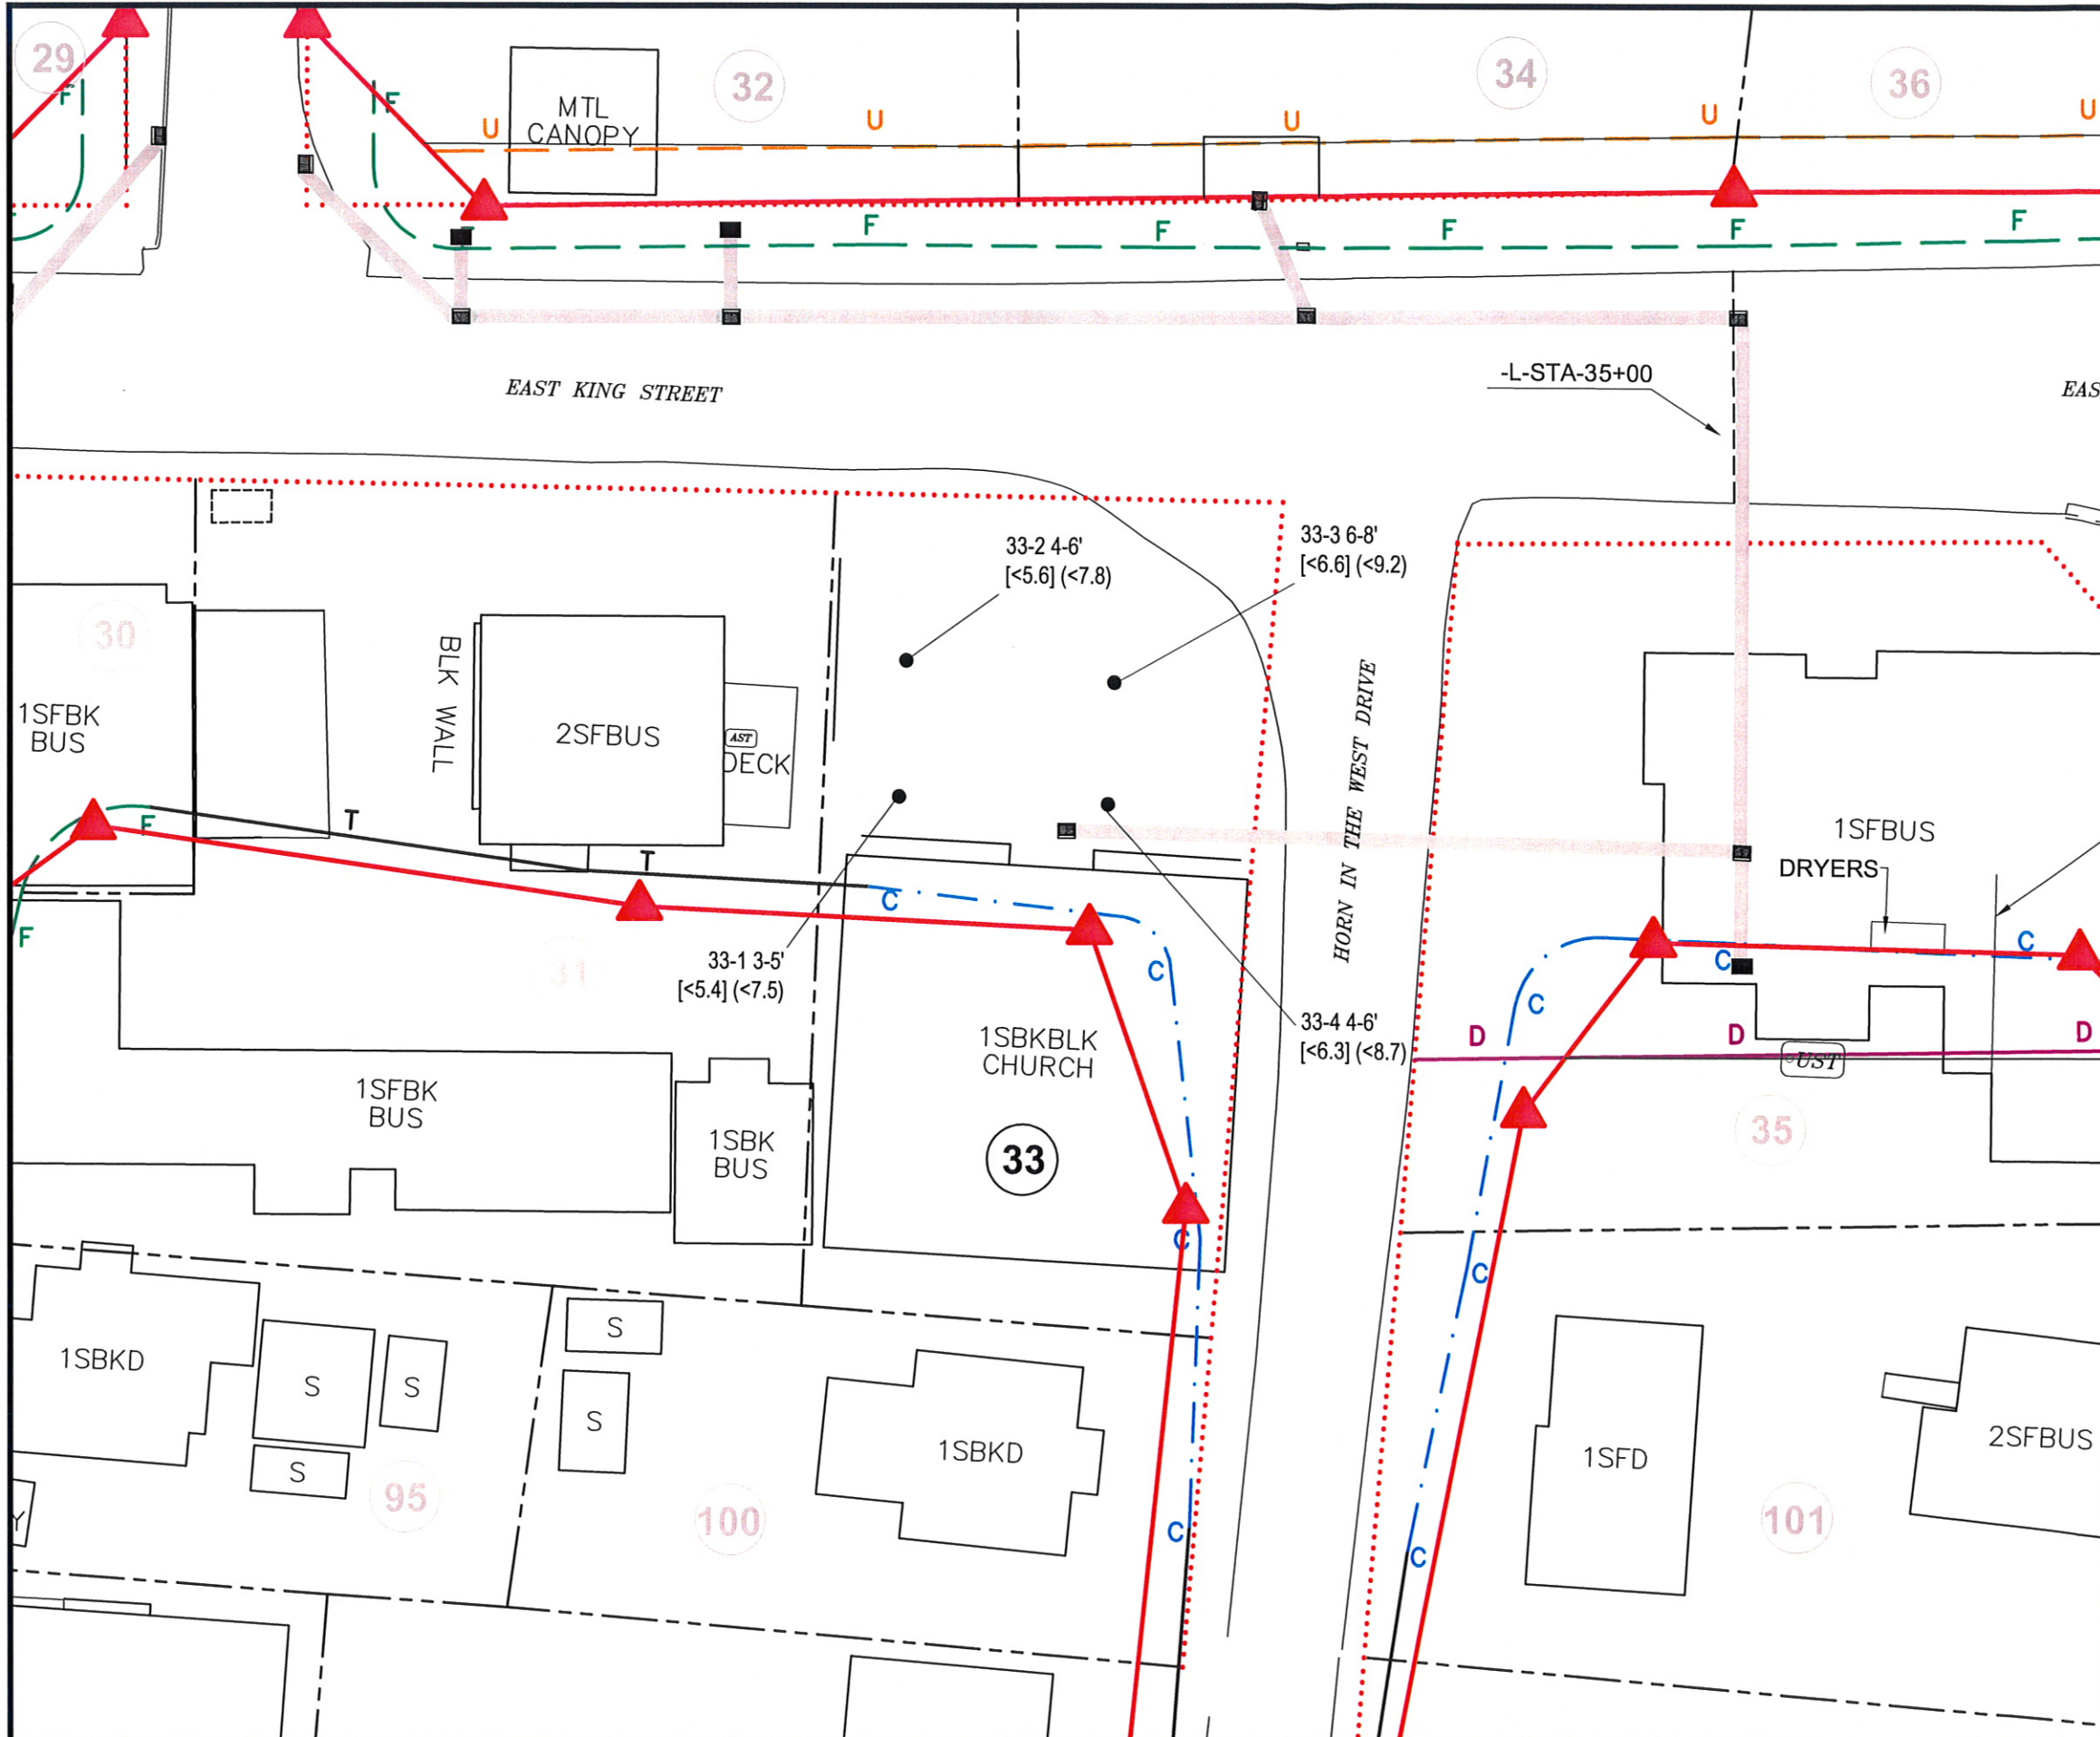 29
32
34
36
F
F
MTL
CANOPY
U
U
U
U
U
F
F
F
F
F
-L-STA-35+00
EAST KING STREET
EAS
33-2 4-6'
[<5.6] (<7.8)
33-3 6-8'
[<6.6] (<9.2)
30
1SFBK
BUS
BLK WALL
2SFBUS
AST
DECK
HORN IN THE WEST DRIVE
1SFBUS
DRYERS
F
T
T
C
F
33-1 3-5'
[<5.4] (<7.5)
31
C
C
C
C
33-4 4-6'
[<6.3] (<8.7)
D
D
D
UST
1SBKBLK
CHURCH
1SFBK
BUS
1SBK
BUS
33
35
C
C
1SBKD
S
S
S
S
S
1SBKD
1SFD
2SFBUS
95
100
101
Y
C
C